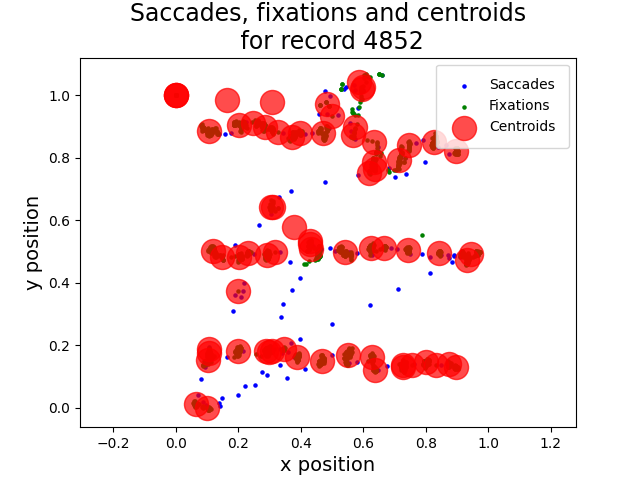 Saccades, fixations and centroids
for record 4852
Saccades
Fixations
Centroids
1.0
0.8
0.6
0.4
0.2
0.0
y position
−0.2 0.0 0.2 0.4 0.6 0.8 1.0 1.2
x position